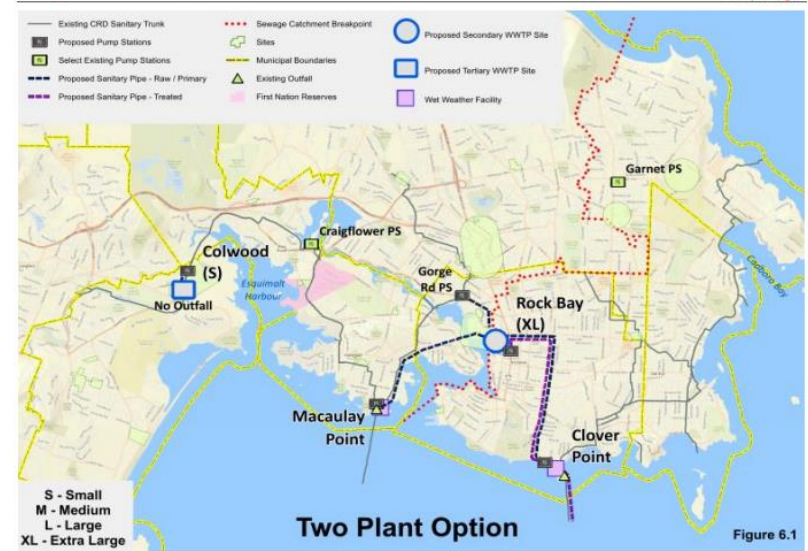 Existing CRD Sanitary Trunk
Proposed Pump Stations
Select Existing Pump Stations
Proposed Sanitary Pipe - Raw / Primary
Proposed Sanitary Pipe - Treated
Sewage Catchment Breakpoint
Sites
Municipal Boundaries
Existing Outfall
First Nation Reserves
Proposed Secondary WWTP Site
Proposed Tertiary WWTP Site
Wet Weather Facility
Garnet PS
Craigflower PS
Colwood
(S)
No Outfall
Esquimalt
Harbour
Gorge
Rd PS
Rock Bay
(XL)
Cadboro Bay
Macaulay
Point
Clover
Point
S - Small
M - Medium
L - Large
XL - Extra Large
Two Plant Option
Figure 6.1